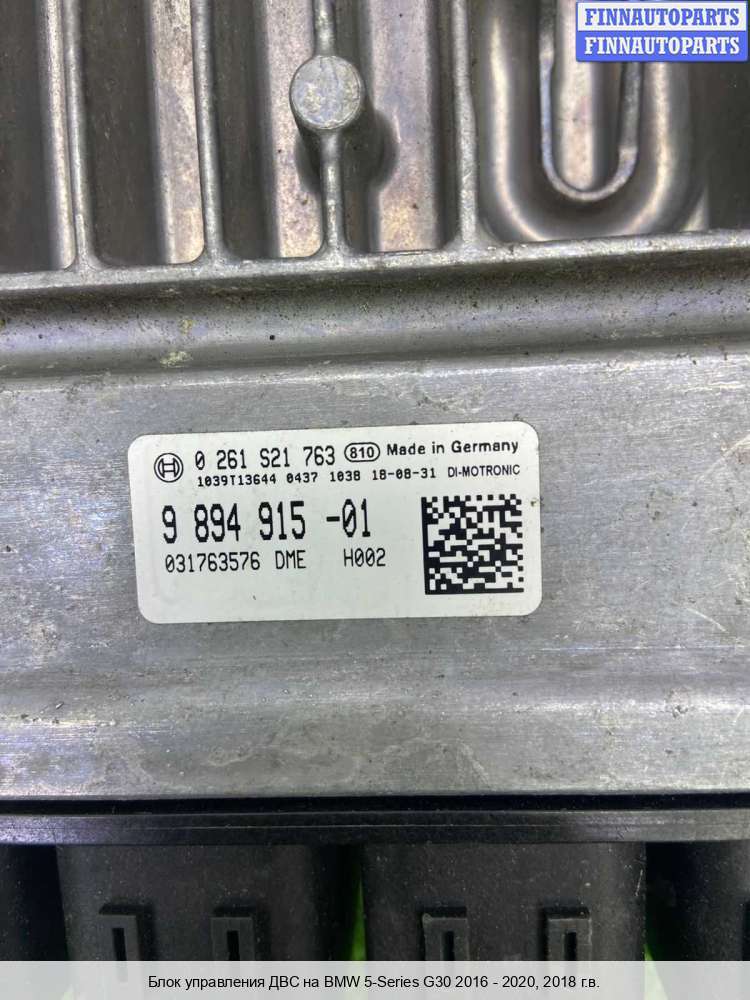 FINNAUTOPARTS
FINNAUTOPARTS
0 261 S21 763 810 Made in Germany
1039T13644 0437 1038 18-08-31 DI-MOTRONIC
9 894 915 -01
031763576 DME H002
Блок управления ДВС на BMW 5-Series G30 2016 - 2020, 2018 г.в.